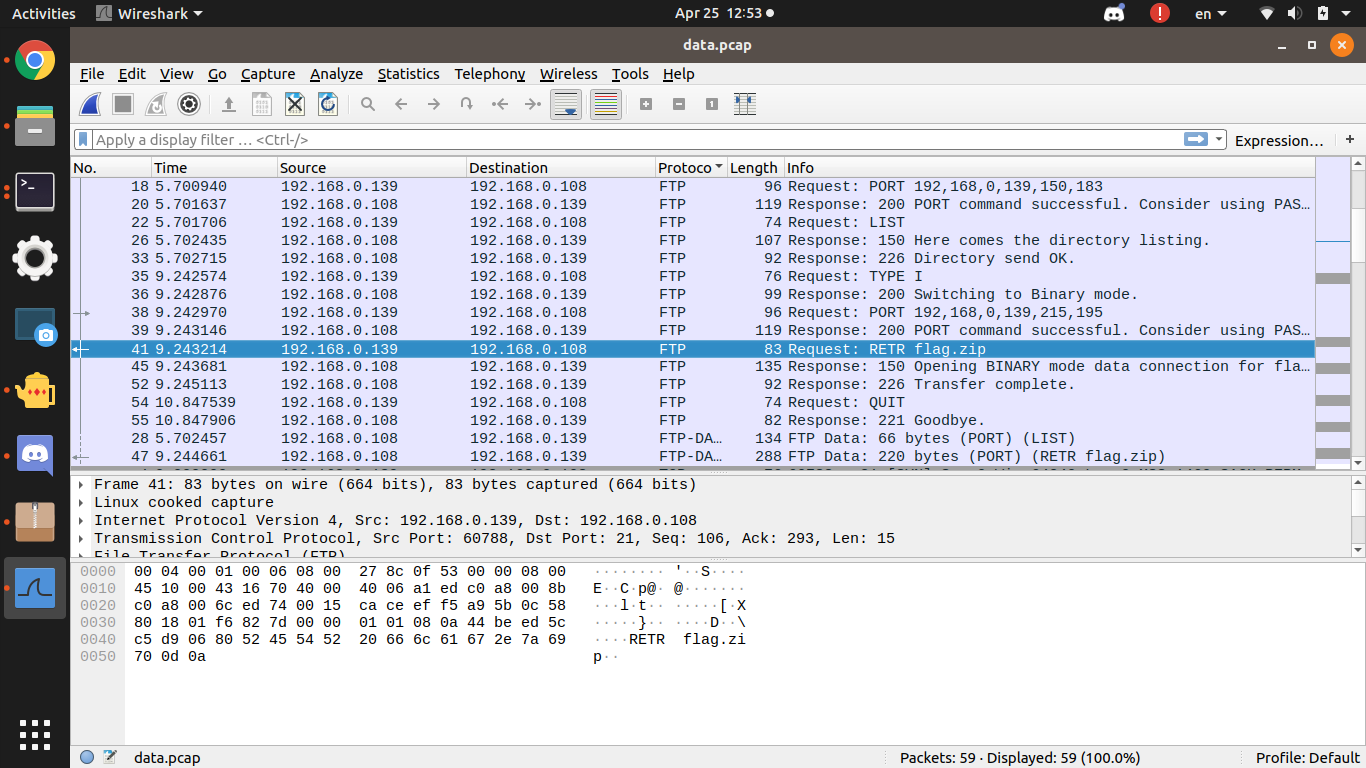 Activities Wireshark Apr 25 12:53 en
data.pcap
File Edit View Go Capture Analyze Statistics Telephony Wireless Tools Help
Apply a display filter … <Ctrl-/> Expression… +
No. Time Source Destination Protoco Length Info
18 5.700940 192.168.0.139 192.168.0.108 FTP 96 Request: PORT 192,168,0,139,150,183
20 5.701637 192.168.0.108 192.168.0.139 FTP 119 Response: 200 PORT command successful. Consider using PAS…
22 5.701706 192.168.0.139 192.168.0.108 FTP 74 Request: LIST
26 5.702435 192.168.0.108 192.168.0.139 FTP 107 Response: 150 Here comes the directory listing.
33 5.702715 192.168.0.108 192.168.0.139 FTP 92 Response: 226 Directory send OK.
35 9.242574 192.168.0.139 192.168.0.108 FTP 76 Request: TYPE I
36 9.242876 192.168.0.108 192.168.0.139 FTP 99 Response: 200 Switching to Binary mode.
38 9.242970 192.168.0.139 192.168.0.108 FTP 96 Request: PORT 192,168,0,139,215,195
39 9.243146 192.168.0.108 192.168.0.139 FTP 119 Response: 200 PORT command successful. Consider using PAS…
41 9.243214 192.168.0.139 192.168.0.108 FTP 83 Request: RETR flag.zip
45 9.243681 192.168.0.108 192.168.0.139 FTP 135 Response: 150 Opening BINARY mode data connection for fla…
52 9.245113 192.168.0.108 192.168.0.139 FTP 92 Response: 226 Transfer complete.
54 10.847539 192.168.0.139 192.168.0.108 FTP 74 Request: QUIT
55 10.847906 192.168.0.108 192.168.0.139 FTP 82 Response: 221 Goodbye.
28 5.702457 192.168.0.108 192.168.0.139 FTP-DA… 134 FTP Data: 66 bytes (PORT) (LIST)
47 9.244661 192.168.0.108 192.168.0.139 FTP-DA… 288 FTP Data: 220 bytes (PORT) (RETR flag.zip)
Frame 41: 83 bytes on wire (664 bits), 83 bytes captured (664 bits)
Linux cooked capture
Internet Protocol Version 4, Src: 192.168.0.139, Dst: 192.168.0.108
Transmission Control Protocol, Src Port: 60788, Dst Port: 21, Seq: 106, Ack: 293, Len: 15
File Transfer Protocol (FTP)
0000 00 04 00 01 00 06 08 00 27 8c 0f 53 00 00 08 00 ········ '··S····
0010 45 10 00 43 16 70 40 00 40 06 a1 ed c0 a8 00 8b E··C·p@· @·······
0020 c0 a8 00 6c ed 74 00 15 ca ce ef f5 a9 5b 0c 58 ···l·t·· ·····[·X
0030 80 18 01 f6 82 7d 00 00 01 01 08 0a 44 be ed 5c ·····}·· ····D··\
0040 c5 d9 06 80 52 45 54 52 20 66 6c 61 67 2e 7a 69 ····RETR flag.zi
0050 70 0d 0a p··
data.pcap Packets: 59 · Displayed: 59 (100.0%) Profile: Default